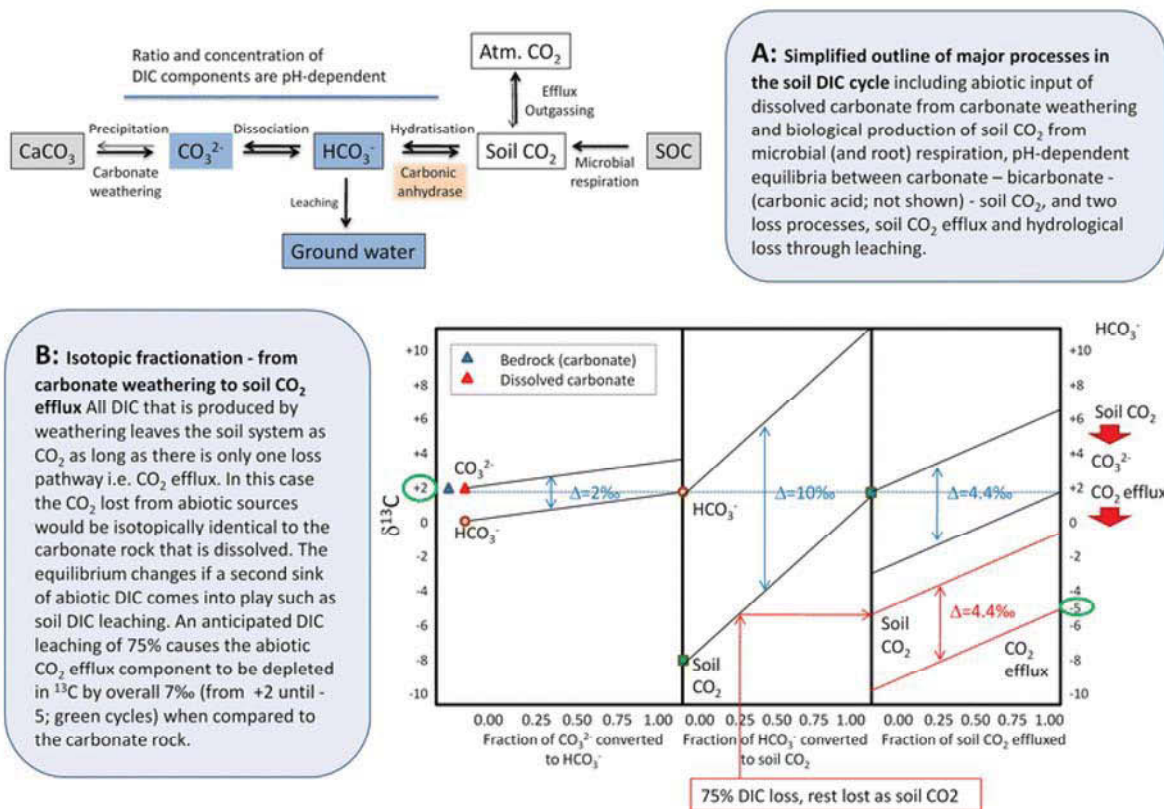 Ratio and concentration of
DIC components are pH-dependent
Atm. CO₂
Efflux
Outgassing
Precipitation
Dissociation
Hydratisation
CaCO₃
CO₃²⁻
HCO₃⁻
Soil CO₂
SOC
Carbonate
weathering
Carbonic
anhydrase
Microbial
respiration
Leaching
Ground water
A: Simplified outline of major processes in
the soil DIC cycle including abiotic input of
dissolved carbonate from carbonate weathering
and biological production of soil CO₂ from
microbial (and root) respiration, pH-dependent
equilibria between carbonate – bicarbonate -
(carbonic acid; not shown) - soil CO₂, and two
loss processes, soil CO₂ efflux and hydrological
loss through leaching.
B: Isotopic fractionation - from
carbonate weathering to soil CO₂
efflux All DIC that is produced by
weathering leaves the soil system as
CO₂ as long as there is only one loss
pathway i.e. CO₂ efflux. In this case
the CO₂ lost from abiotic sources
would be isotopically identical to the
carbonate rock that is dissolved. The
equilibrium changes if a second sink
of abiotic DIC comes into play such as
soil DIC leaching. An anticipated DIC
leaching of 75% causes the abiotic
CO₂ efflux component to be depleted
in ¹³C by overall 7‰ (from +2 until -
5; green cycles) when compared to
the carbonate rock.
δ¹³C
+10
+8
+6
+4
+2
0
-2
-4
-6
-8
-10
Bedrock (carbonate)
Dissolved carbonate
CO₃²⁻
Δ=2‰
HCO₃⁻
0.00 0.25 0.50 0.75 1.00
Fraction of CO₃²⁻ converted
to HCO₃⁻
HCO₃⁻
Δ=10‰
Soil
CO₂
0.00 0.25 0.50 0.75 1.00
Fraction of HCO₃⁻ converted
to soil CO₂
Δ=4.4‰
Δ=4.4‰
Soil
CO₂
CO₂
efflux
0.00 0.25 0.50 0.75 1.00
Fraction of soil CO₂ effluxed
+10
+8
+6
+4
+2
0
-2
-4
-5
-6
-8
-10
HCO₃⁻
Soil CO₂
CO₃²⁻
CO₂ efflux
75% DIC loss, rest lost as soil CO2